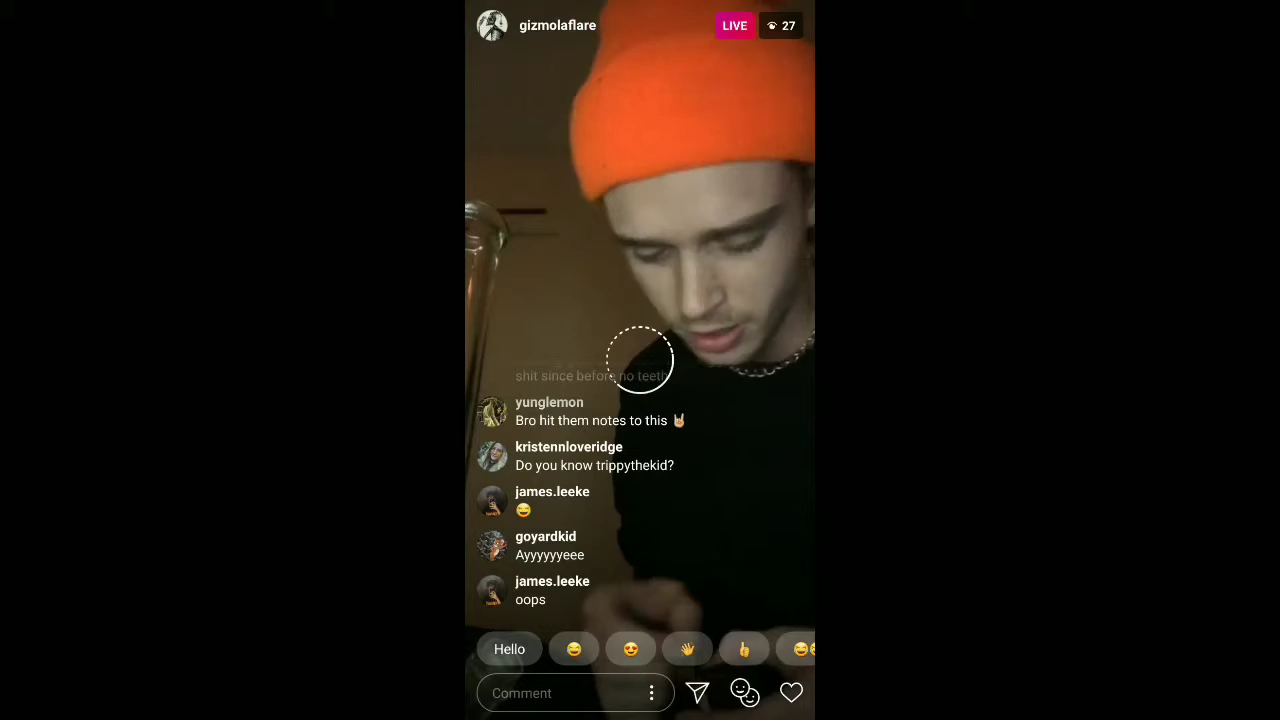 gizmolaflare
LIVE
27
shit since before no teeth
yunglemon
Bro hit them notes to this 🤘🏼
kristennloveridge
Do you know trippythekid?
james.leeke
😂
goyardkid
Ayyyyyyeee
james.leeke
oops
Hello 😂 😍 👋 👍 😂
Comment